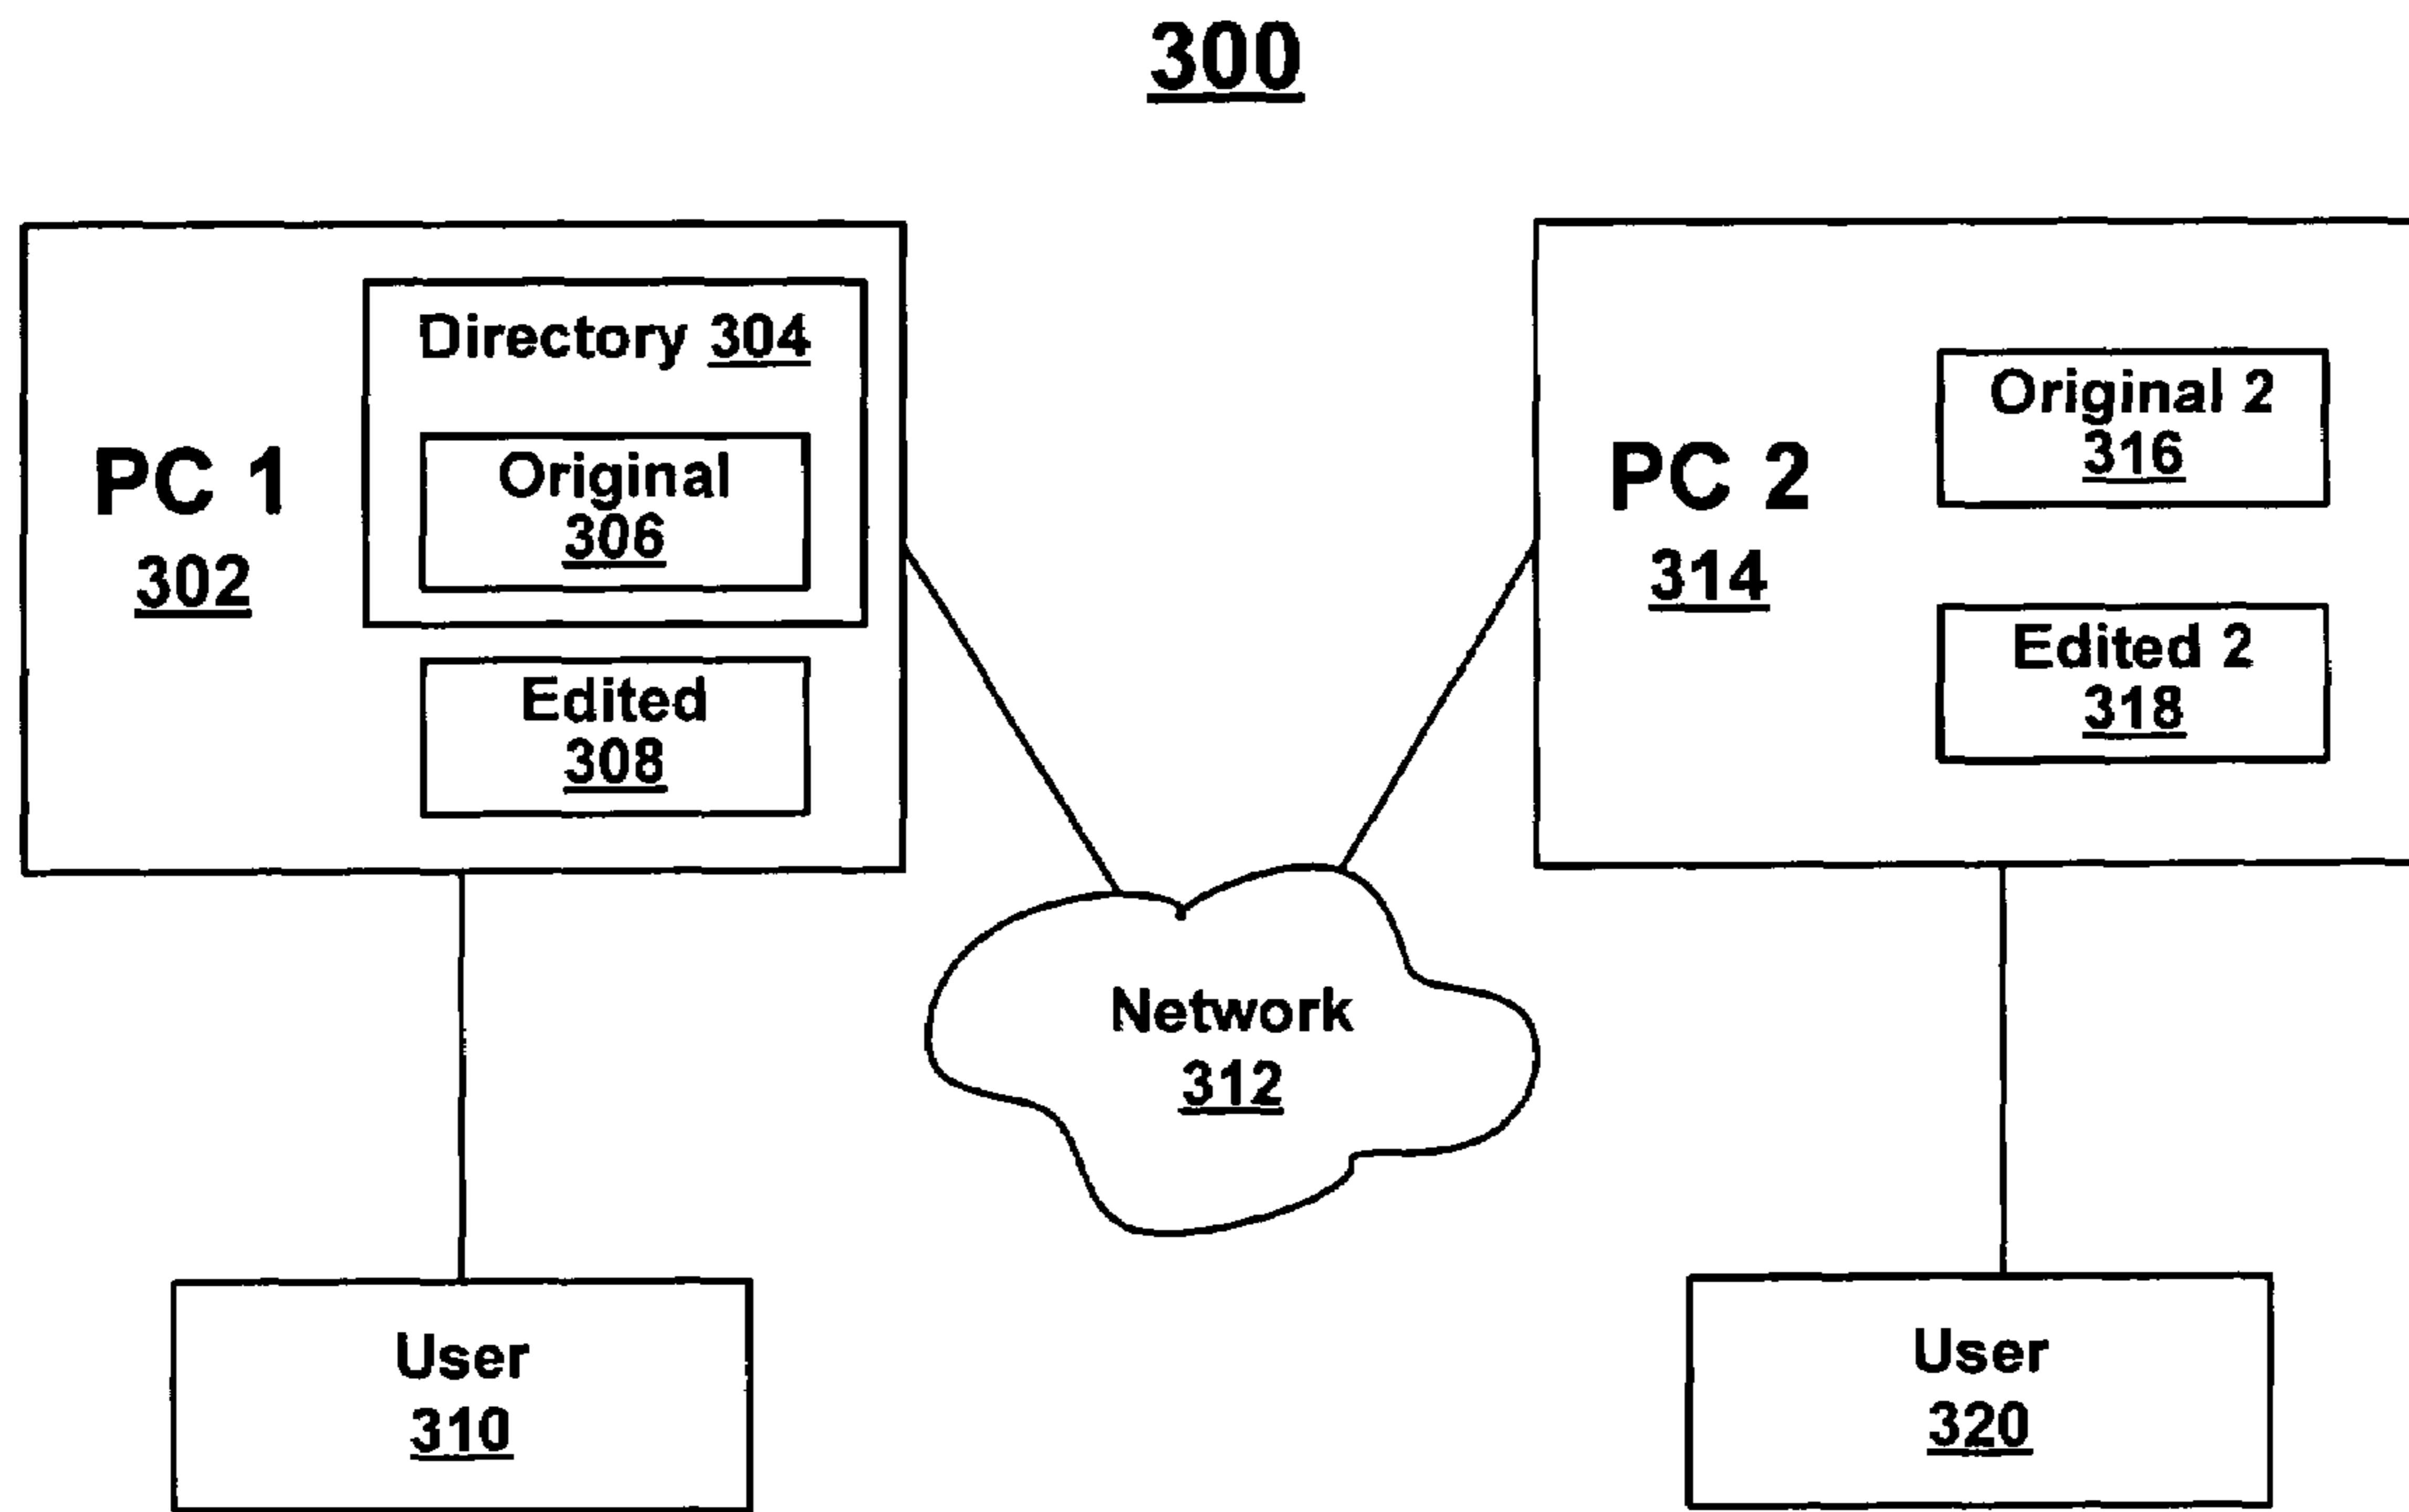 300
PC 1
302
Directory 304
Original
306
Edited
308
PC 2
314
Original 2
316
Edited 2
318
Network
312
User
310
User
320